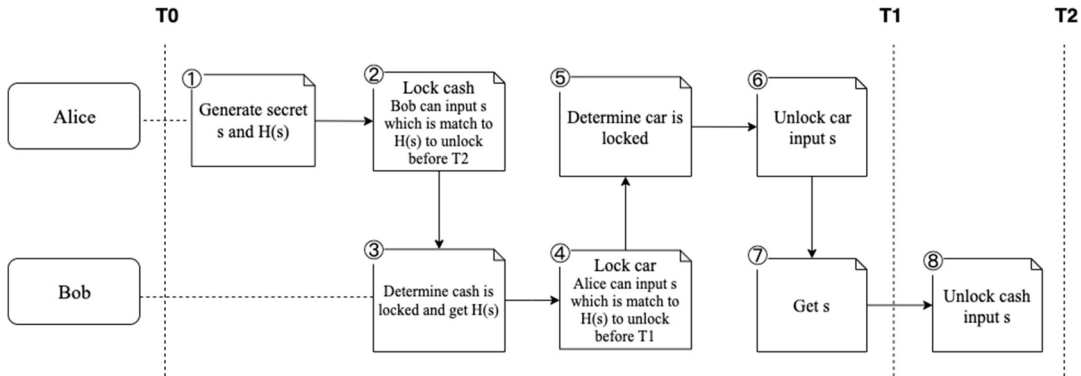 T0
T1
T2
Alice
①
Generate secret
s and H(s)
②
Lock cash
Bob can input s
which is match to
H(s) to unlock
before T2
⑤
Determine car is
locked
⑥
Unlock car
input s
Bob
③
Determine cash is
locked and get H(s)
④
Lock car
Alice can input s
which is match to
H(s) to unlock
before T1
⑦
Get s
⑧
Unlock cash
input s